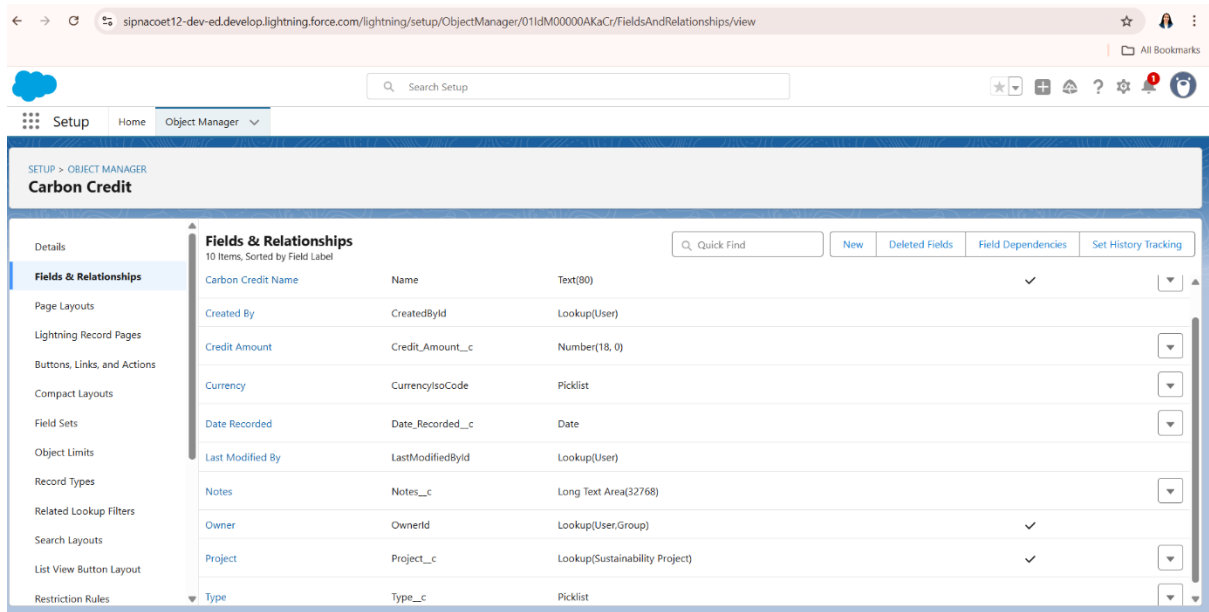 sipnacoet12-dev-ed.develop.lightning.force.com/lightning/setup/ObjectManager/01IdM00000AKaCr/FieldsAndRelationships/view
All Bookmarks
Search Setup
1
Setup Home Object Manager
SETUP > OBJECT MANAGER
Carbon Credit
Details
Fields & Relationships
Page Layouts
Lightning Record Pages
Buttons, Links, and Actions
Compact Layouts
Field Sets
Object Limits
Record Types
Related Lookup Filters
Search Layouts
List View Button Layout
Restriction Rules
Fields & Relationships
10 Items, Sorted by Field Label
Quick Find New Deleted Fields Field Dependencies Set History Tracking
Carbon Credit Name Name Text(80)
Created By CreatedById Lookup(User)
Credit Amount Credit_Amount__c Number(18, 0)
Currency CurrencyIsoCode Picklist
Date Recorded Date_Recorded__c Date
Last Modified By LastModifiedById Lookup(User)
Notes Notes__c Long Text Area(32768)
Owner OwnerId Lookup(User,Group)
Project Project__c Lookup(Sustainability Project)
Type Type__c Picklist